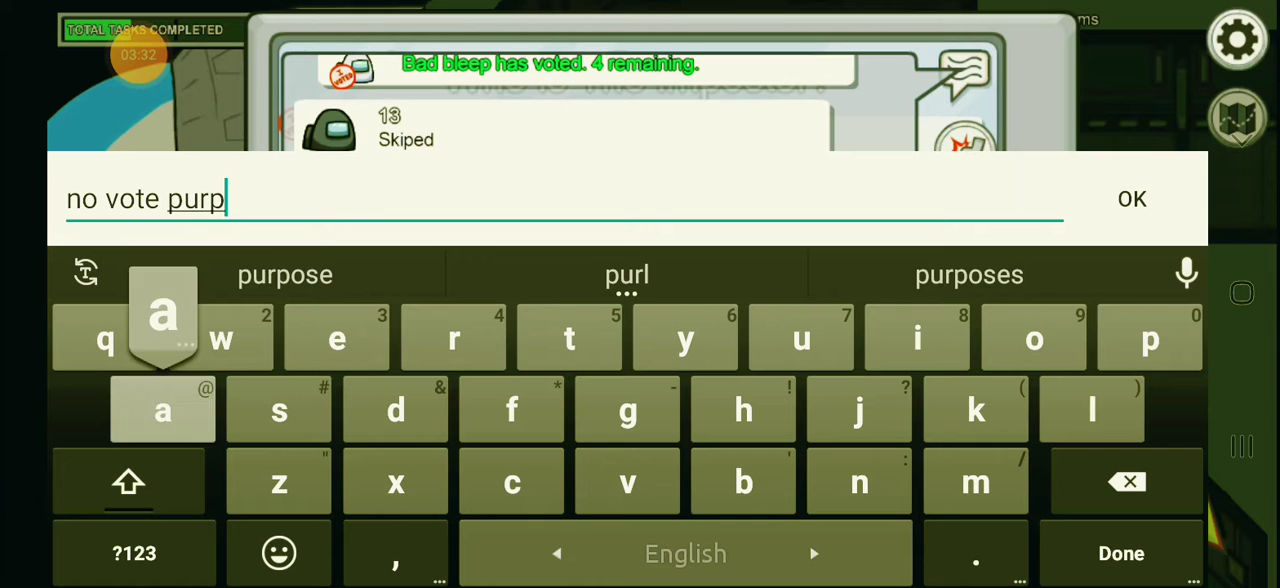 TOTAL TASKS COMPLETED
03:32
ms
Bad bleep has voted. 4 remaining.
13
Skiped
no vote purp
OK
purpose purl purposes
a
q w 2 e 3 r 4 t 5 y 6 u 7 i 8 o 9 p 0
a @ s # d & f * g - h ! j ? k ( l )
z " x c v b ' n : m /
?123 , English . Done